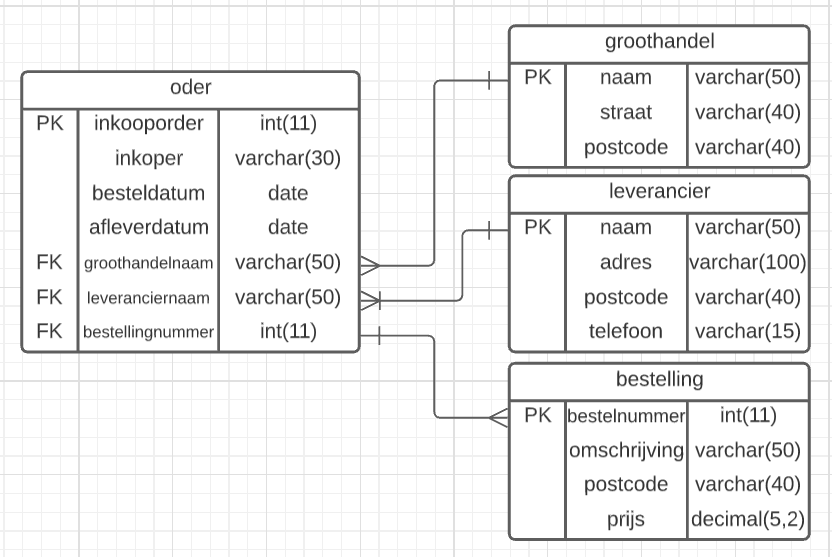 oder
PK inkooporder int(11)
inkoper varchar(30)
besteldatum date
afleverdatum date
FK groothandelnaam varchar(50)
FK leveranciernaam varchar(50)
FK bestellingnummer int(11)
groothandel
PK naam varchar(50)
straat varchar(40)
postcode varchar(40)
leverancier
PK naam varchar(50)
adres varchar(100)
postcode varchar(40)
telefoon varchar(15)
bestelling
PK bestelnummer int(11)
omschrijving varchar(50)
postcode varchar(40)
prijs decimal(5,2)